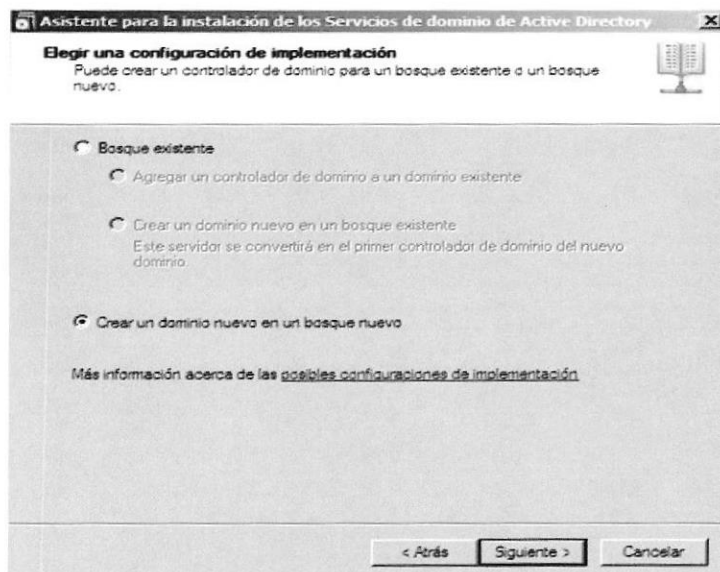 Asistente para la instalación de los Servicios de dominio de Active Directory
Elegir una configuración de implementación
Puede crear un controlador de dominio para un bosque existente o un bosque
nuevo.
Bosque existente
Agregar un controlador de dominio a un dominio existente
Crear un dominio nuevo en un bosque existente
Este servidor se convertirá en el primer controlador de dominio del nuevo
dominio.
Crear un dominio nuevo en un bosque nuevo
Más información acerca de las posibles configuraciones de implementación
< Atrás
Siguiente >
Cancelar